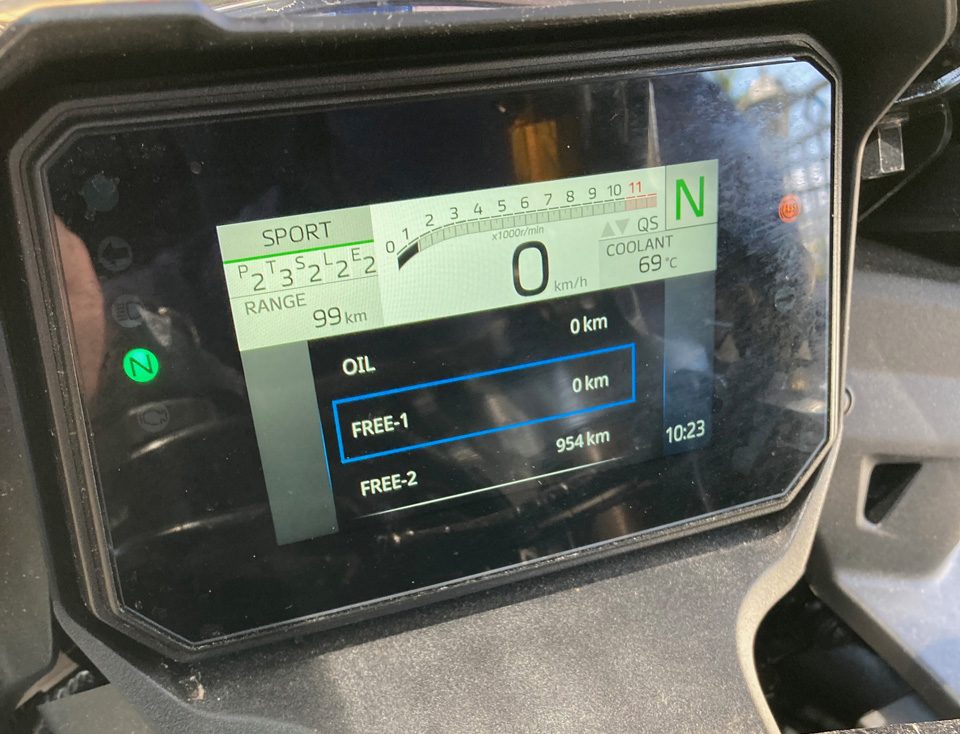 SPORT
P2 T3 S2 L2 E2
RANGE
99 km
0 1 2 3 4 5 6 7 8 9 10 11
x1000r/min
0 km/h
QS
N
COOLANT
69 °C
OIL 0 km
FREE-1 0 km
FREE-2 954 km
10:23
N
ABS